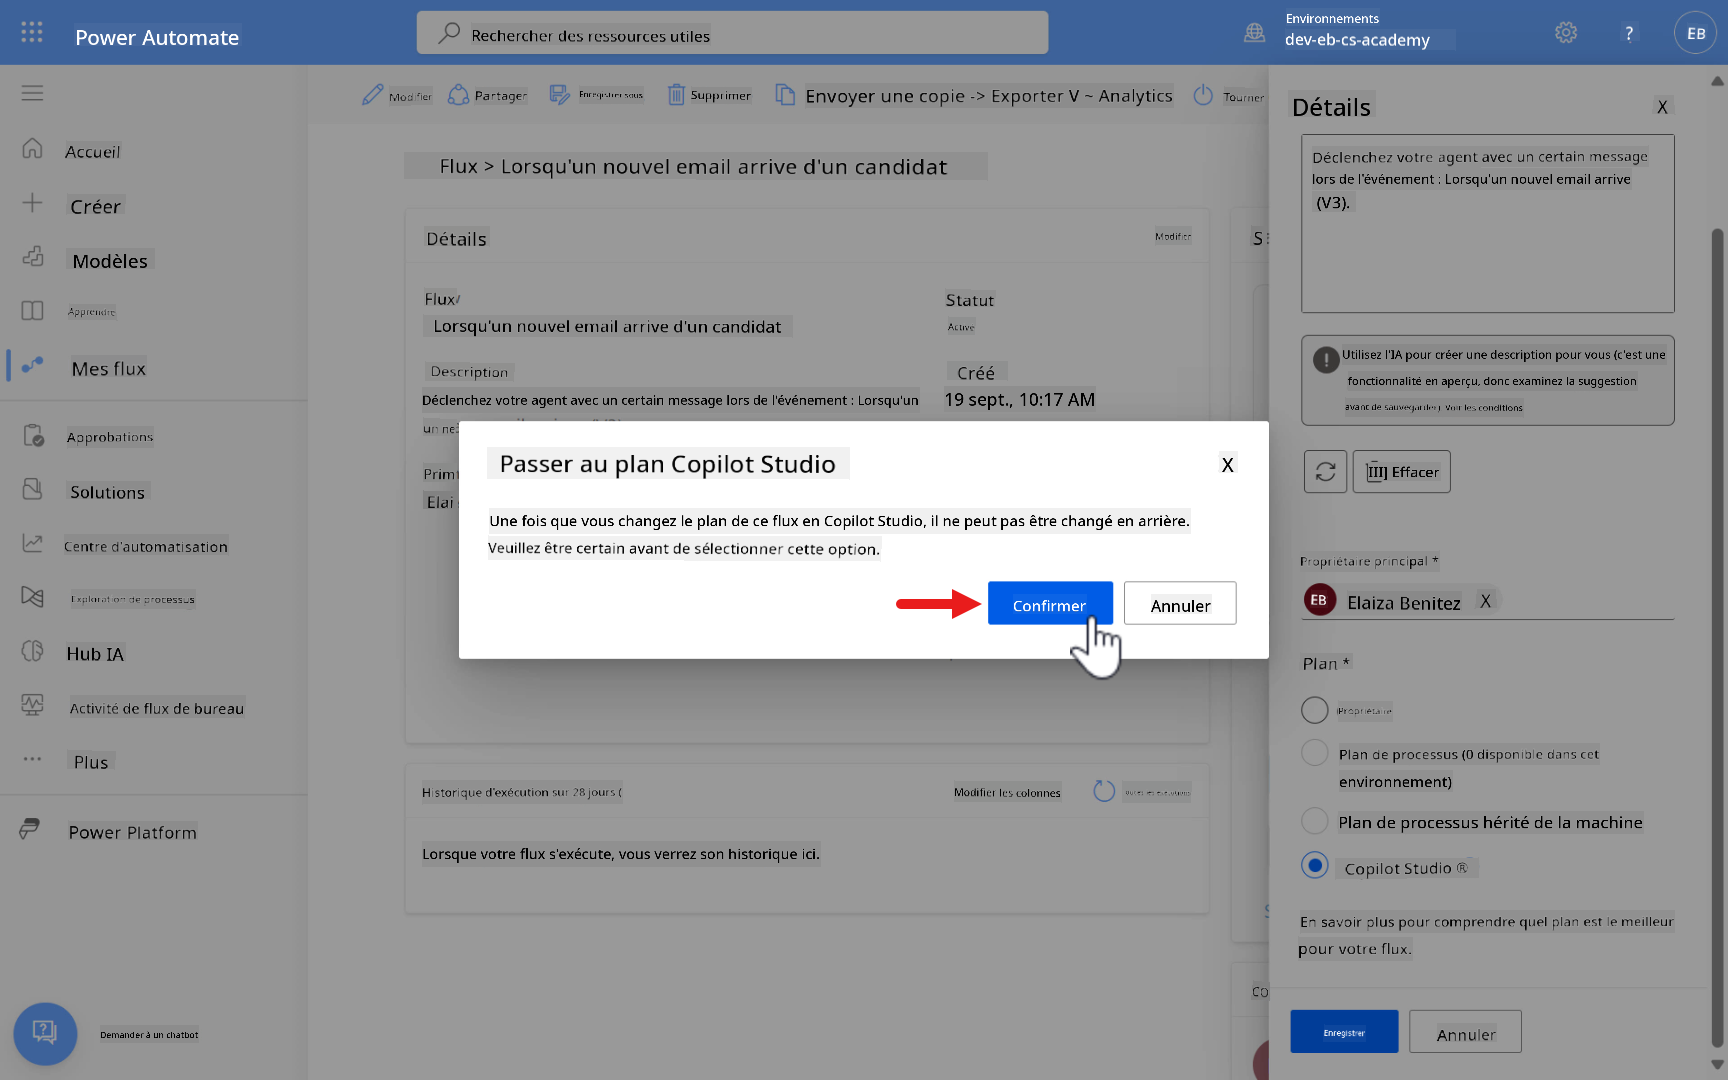 Power Automate
Rechercher des ressources utiles
Environnements
dev-eb-cs-academy
?
EB
Accueil
Créer
Modèles
Apprendre
Mes flux
Approbations
Solutions
Centre d'automatisation
Exploration de processus
Hub IA
Activité de flux de bureau
Plus
Power Platform
Demander à un chatbot
Modifier
Partager
Enregistrer sous
Supprimer
Envoyer une copie -> Exporter V ~ Analytics
Tourner
Flux > Lorsqu'un nouvel email arrive d'un candidat
Détails
Modifier
Flux
Lorsqu'un nouvel email arrive d'un candidat
Statut
Active
Description
Déclenchez votre agent avec un certain message lors de l'événement : Lorsqu'un
Créé
19 sept., 10:17 AM
Passer au plan Copilot Studio
X
Une fois que vous changez le plan de ce flux en Copilot Studio, il ne peut pas être changé en arrière.
Veuillez être certain avant de sélectionner cette option.
Confirmer
Annuler
Historique d'exécution sur 28 jours (
Modifier les colonnes
Lorsque votre flux s'exécute, vous verrez son historique ici.
Détails
X
Déclenchez votre agent avec un certain message
lors de l'événement : Lorsqu'un nouvel email arrive
(V3).
Utilisez l'IA pour créer une description pour vous (c'est une
fonctionnalité en aperçu, donc examinez la suggestion
avant de sauvegarder). Voir les conditions
[III] Effacer
Propriétaire principal *
EB
Elaiza Benitez
X
Plan *
Propriétaire
Plan de processus (0 disponible dans cet
environnement)
Plan de processus hérité de la machine
Copilot Studio ®
En savoir plus pour comprendre quel plan est le meilleur
pour votre flux.
Enregistrer
Annuler